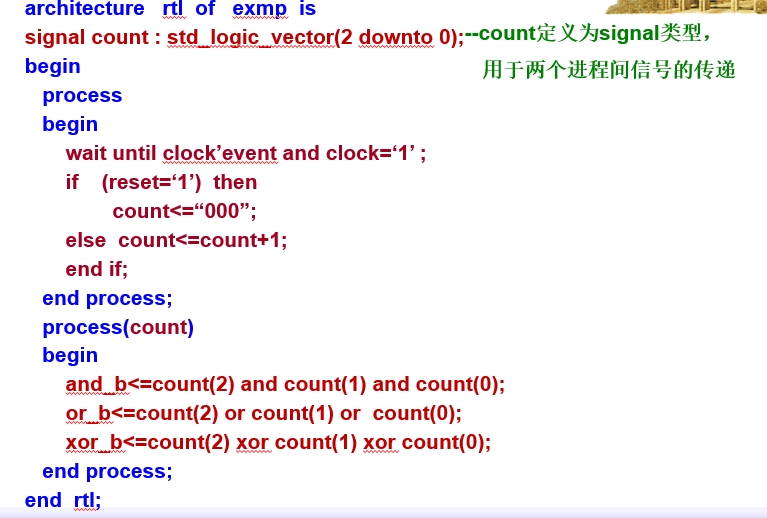 architecture rtl of exmp is
signal count : std_logic_vector(2 downto 0);--count定义为signal类型，
用于两个进程间信号的传递
begin
process
begin
wait until clock’event and clock=‘1’ ;
if (reset=‘1’) then
count<=“000”;
else count<=count+1;
end if;
end process;
process(count)
begin
and_b<=count(2) and count(1) and count(0);
or_b<=count(2) or count(1) or count(0);
xor_b<=count(2) xor count(1) xor count(0);
end process;
end rtl;